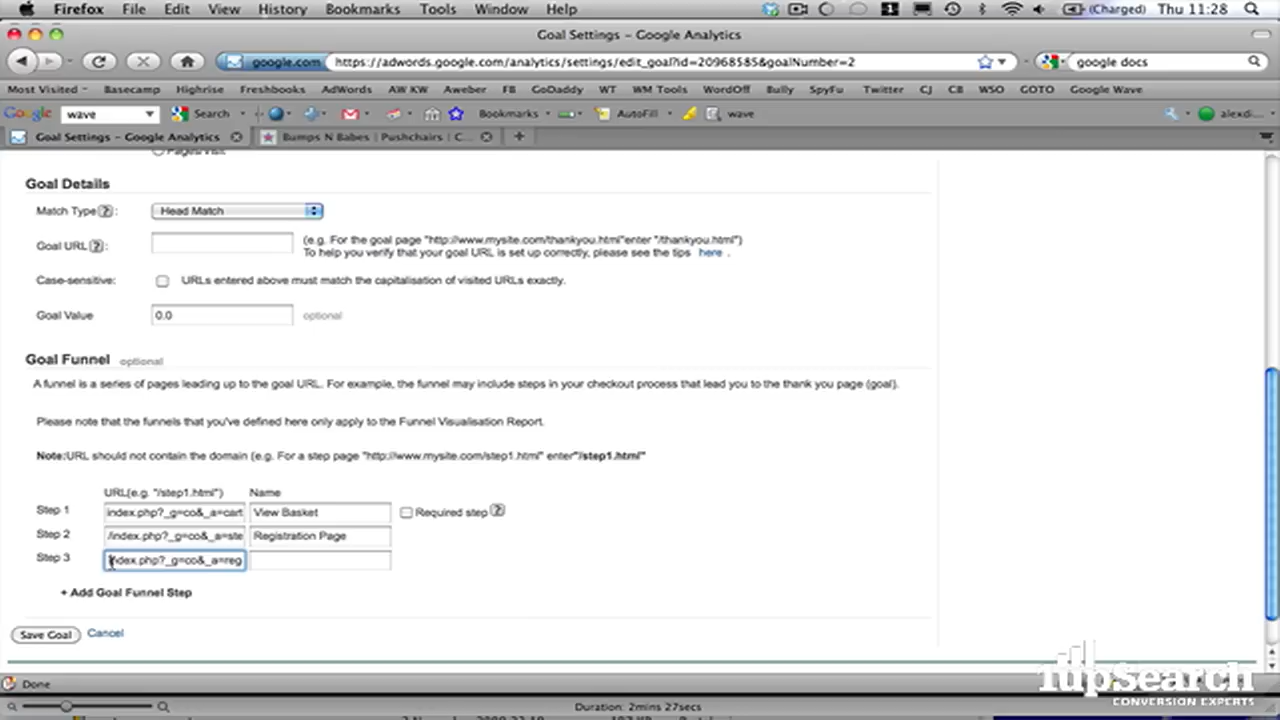 Firefox File Edit View History Bookmarks Tools Window Help (Charged) Thu 11:28
Goal Settings – Google Analytics
google.com https://adwords.google.com/analytics/settings/edit_goal?id=20968585&goalNumber=2 google docs
Most Visited Basecamp Highrise Freshbooks AdWords AW KW Aweber FB GoDaddy WT WM Tools WordOff Bully SpyFu Twitter CJ CB WSO GOTO Google Wave
Google wave Search Bookmarks AutoFill wave alexdi...
Goal Settings – Google Analytics Bumps N Babes | Pushchairs | C...
Pages/Visit
Goal Details
Match Type ? : Head Match
Goal URL ? : (e.g. For the goal page "http://www.mysite.com/thankyou.html"enter "/thankyou.html")
To help you verify that your goal URL is set up correctly, please see the tips here .
Case-sensitive: URLs entered above must match the capitalisation of visited URLs exactly.
Goal Value 0.0 optional
Goal Funnel optional
A funnel is a series of pages leading up to the goal URL. For example, the funnel may include steps in your checkout process that lead you to the thank you page (goal).
Please note that the funnels that you've defined here only apply to the Funnel Visualisation Report.
Note:URL should not contain the domain (e.g. For a step page "http://www.mysite.com/step1.html" enter"/step1.html"
URL(e.g. "/step1.html") Name
Step 1 index.php?_g=co&_a=cart View Basket Required step ?
Step 2 /index.php?_g=co&_a=ste Registration Page
Step 3 index.php?_g=co&_a=reg
+ Add Goal Funnel Step
Save Goal Cancel
1upSearch
CONVERSION EXPERTS
Done
Duration: 2mins 27secs